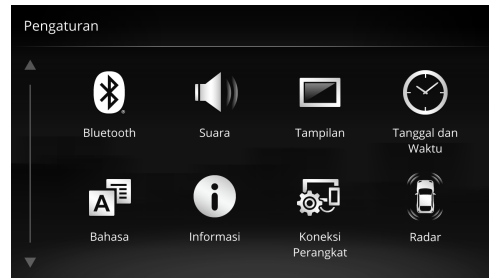 Pengaturan
Bluetooth
Suara
Tampilan
Tanggal dan
Waktu
A
Bahasa
Informasi
Koneksi
Perangkat
Radar